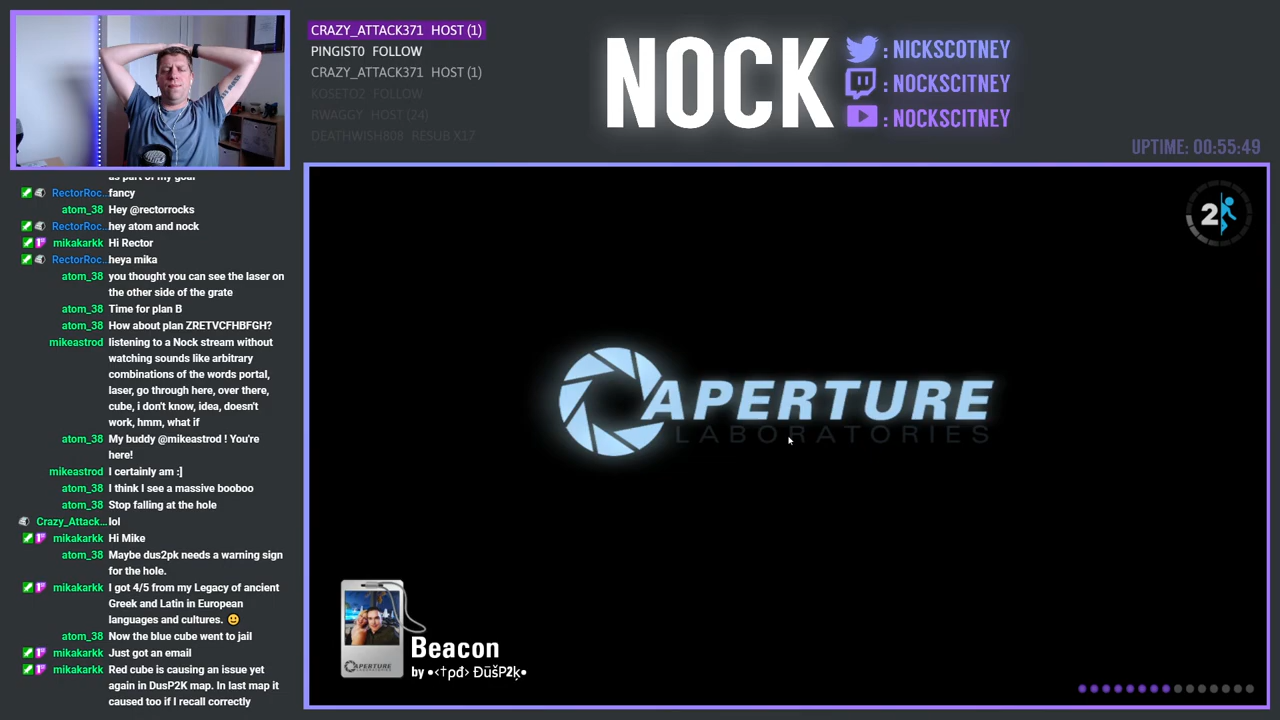 CRAZY_ATTACK371 HOST (1)
PINGIST0 FOLLOW
CRAZY_ATTACK371 HOST (1)
KOSETO2 FOLLOW
RWAGGY HOST (24)
DEATHWISH808 RESUB X17
NOCK
: NICKSCOTNEY
: NOCKSCITNEY
: NOCKSCITNEY
UPTIME: 00:55:49
as part of my goal
RectorRoc... fancy
atom_38 Hey @rectorrocks
RectorRoc... hey atom and nock
mikakarkk Hi Rector
RectorRoc... heya mika
atom_38 you thought you can see the laser on
the other side of the grate
atom_38 Time for plan B
atom_38 How about plan ZRETVCFHBFGH?
mikeastrod listening to a Nock stream without
watching sounds like arbitrary
combinations of the words portal,
laser, go through here, over there,
cube, i don't know, idea, doesn't
work, hmm, what if
atom_38 My buddy @mikeastrod ! You're
here!
mikeastrod I certainly am :]
atom_38 I think I see a massive booboo
atom_38 Stop falling at the hole
Crazy_Attack... lol
mikakarkk Hi Mike
atom_38 Maybe dus2pk needs a warning sign
for the hole.
mikakarkk I got 4/5 from my Legacy of ancient
Greek and Latin in European
languages and cultures. 🙂
atom_38 Now the blue cube went to jail
mikakarkk Just got an email
mikakarkk Red cube is causing an issue yet
again in DusP2K map. In last map it
caused too if I recall correctly
2
APERTURE
LABORATORIES
APERTURE
Beacon
by •‹†ρđ› ĐūšP2ķ•